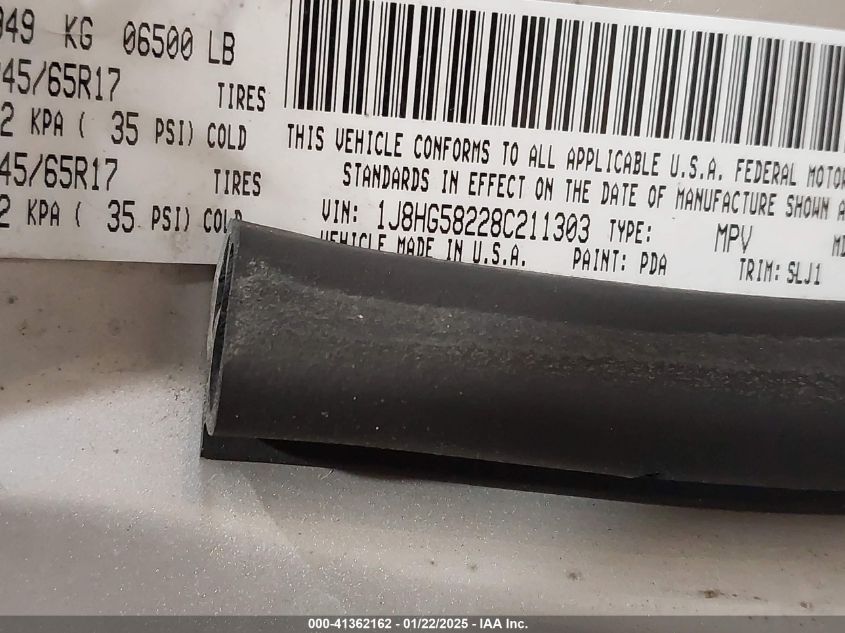 949 KG 06500 LB
245/65R17 TIRES
2 KPA ( 35 PSI) COLD
45/65R17 TIRES
2 KPA ( 35 PSI) COLD
THIS VEHICLE CONFORMS TO ALL APPLICABLE U.S.A. FEDERAL MOTOR
STANDARDS IN EFFECT ON THE DATE OF MANUFACTURE SHOWN A
VIN: 1J8HG58228C211303 TYPE: MPV
VEHICLE MADE IN U.S.A. PAINT: PDA TRIM: SLJ1
000-41362162 - 01/22/2025 - IAA Inc.